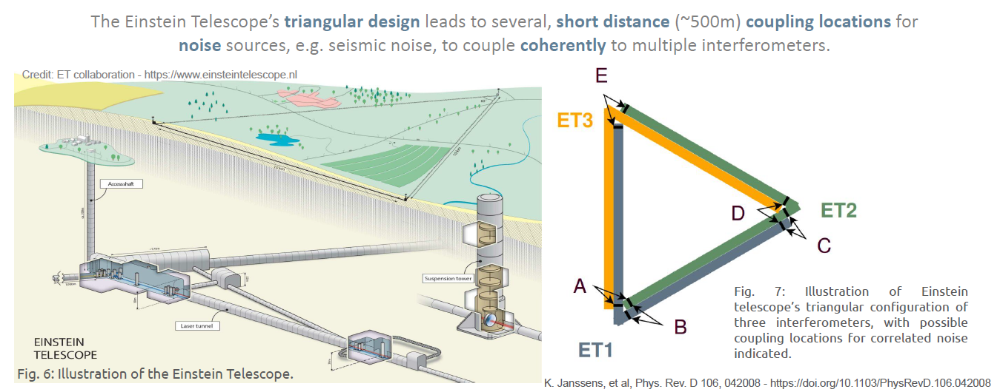 The Einstein Telescope's triangular design leads to several, short distance (~500m) coupling locations for
noise sources, e.g. seismic noise, to couple coherently to multiple interferometers.
Credit: ET collaboration - https://www.einsteintelescope.nl
10 km
10 km
Accessshaft
Suspension tower
Laser tunnel
EINSTEIN
TELESCOPE
Fig. 6: Illustration of the Einstein Telescope.
E
ET3
D
ET2
C
A
B
ET1
Fig. 7: Illustration of Einstein
telescope's triangular configuration of
three interferometers, with possible
coupling locations for correlated noise
indicated.
K. Janssens, et al, Phys. Rev. D 106, 042008 - https://doi.org/10.1103/PhysRevD.106.042008